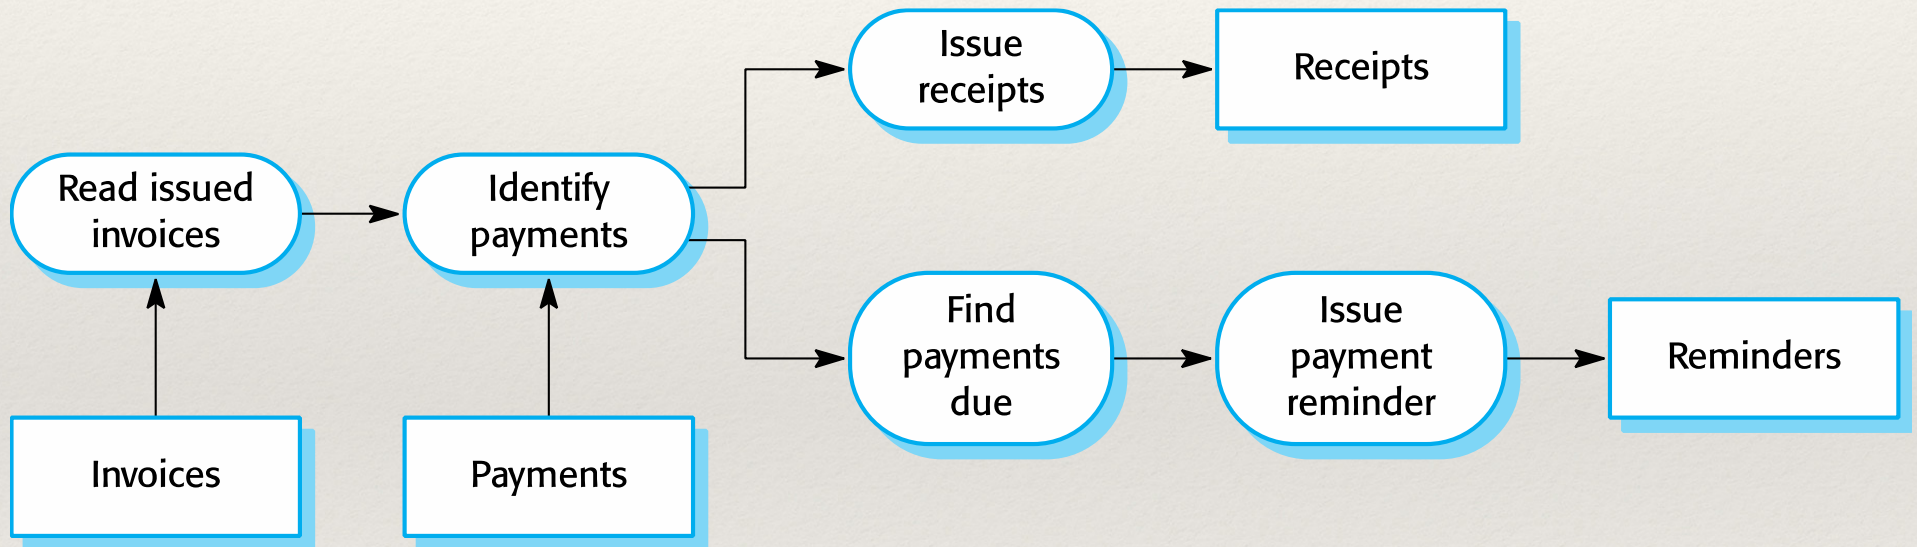 Issue
receipts
Receipts
Read issued
invoices
Identify
payments
Find
payments
due
Issue
payment
reminder
Reminders
Invoices
Payments